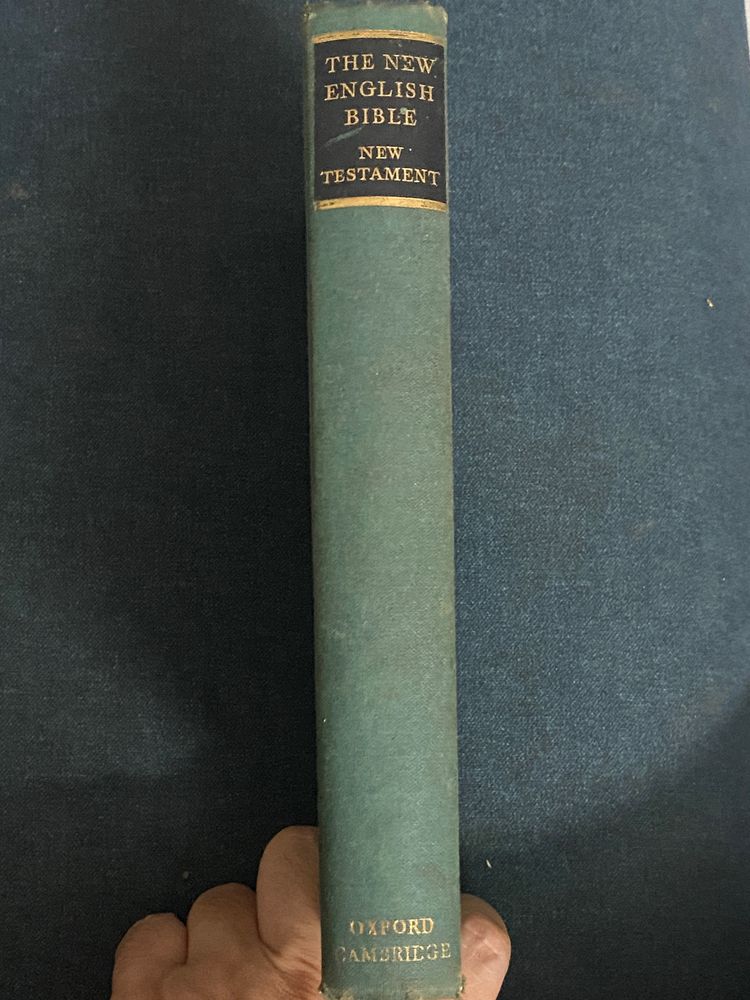 THE NEW
ENGLISH
BIBLE
NEW
TESTAMENT
OXFORD
CAMBRIDGE